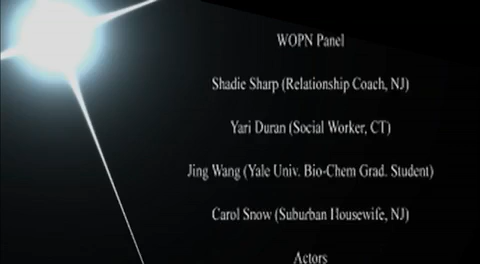 WOPN Panel
Shadie Sharp (Relationship Coach, NJ)
Yari Duran (Social Worker, CT)
Jing Wang (Yale Univ. Bio-Chem Grad. Student)
Carol Snow (Suburban Housewife, NJ)
Actors